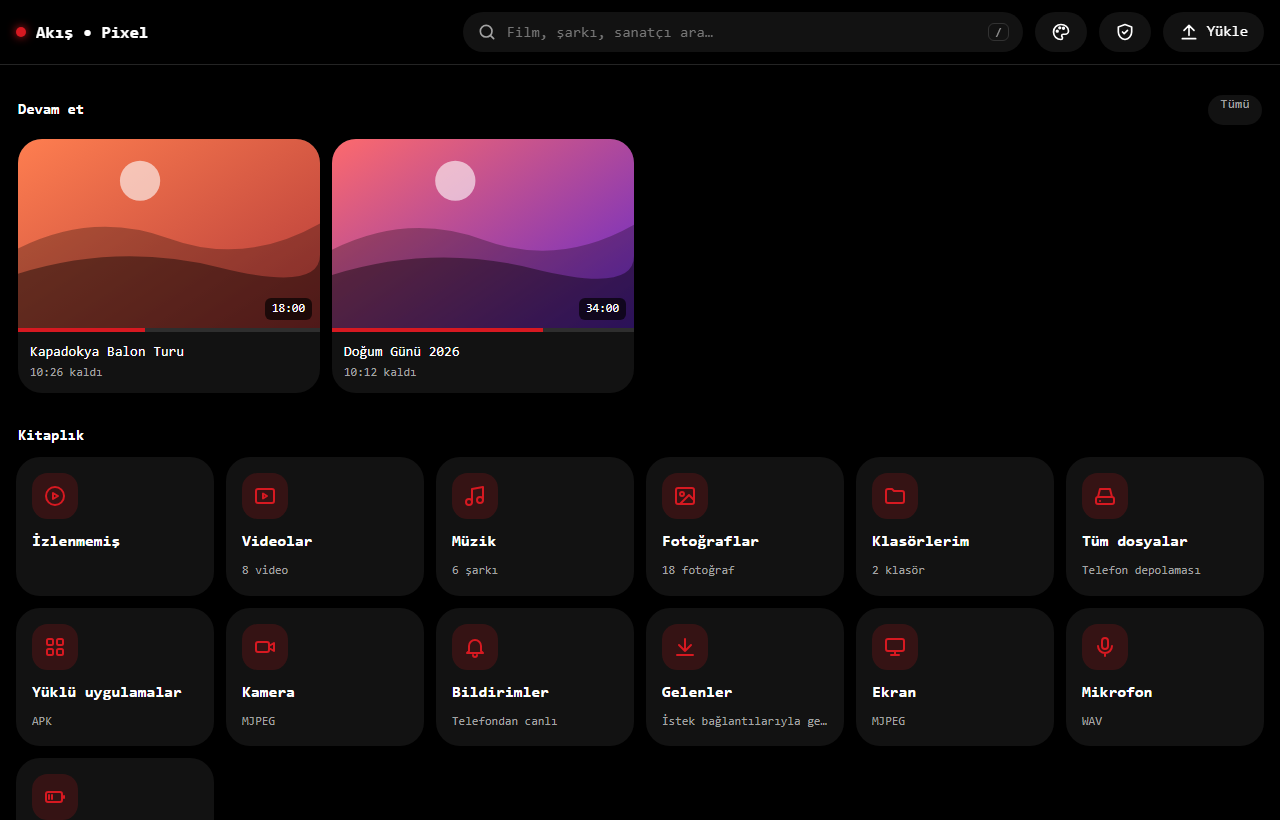 Akış • Pixel
Film, şarkı, sanatçı ara…
/
Yükle
Devam et
Tümü
18:00
34:00
Kapadokya Balon Turu
10:26 kaldı
Doğum Günü 2026
10:12 kaldı
Kitaplık
İzlenmemiş
Videolar
8 video
Müzik
6 şarkı
Fotoğraflar
18 fotoğraf
Klasörlerim
2 klasör
Tüm dosyalar
Telefon depolaması
Yüklü uygulamalar
APK
Kamera
MJPEG
Bildirimler
Telefondan canlı
Gelenler
İstek bağlantılarıyla ge…
Ekran
MJPEG
Mikrofon
WAV